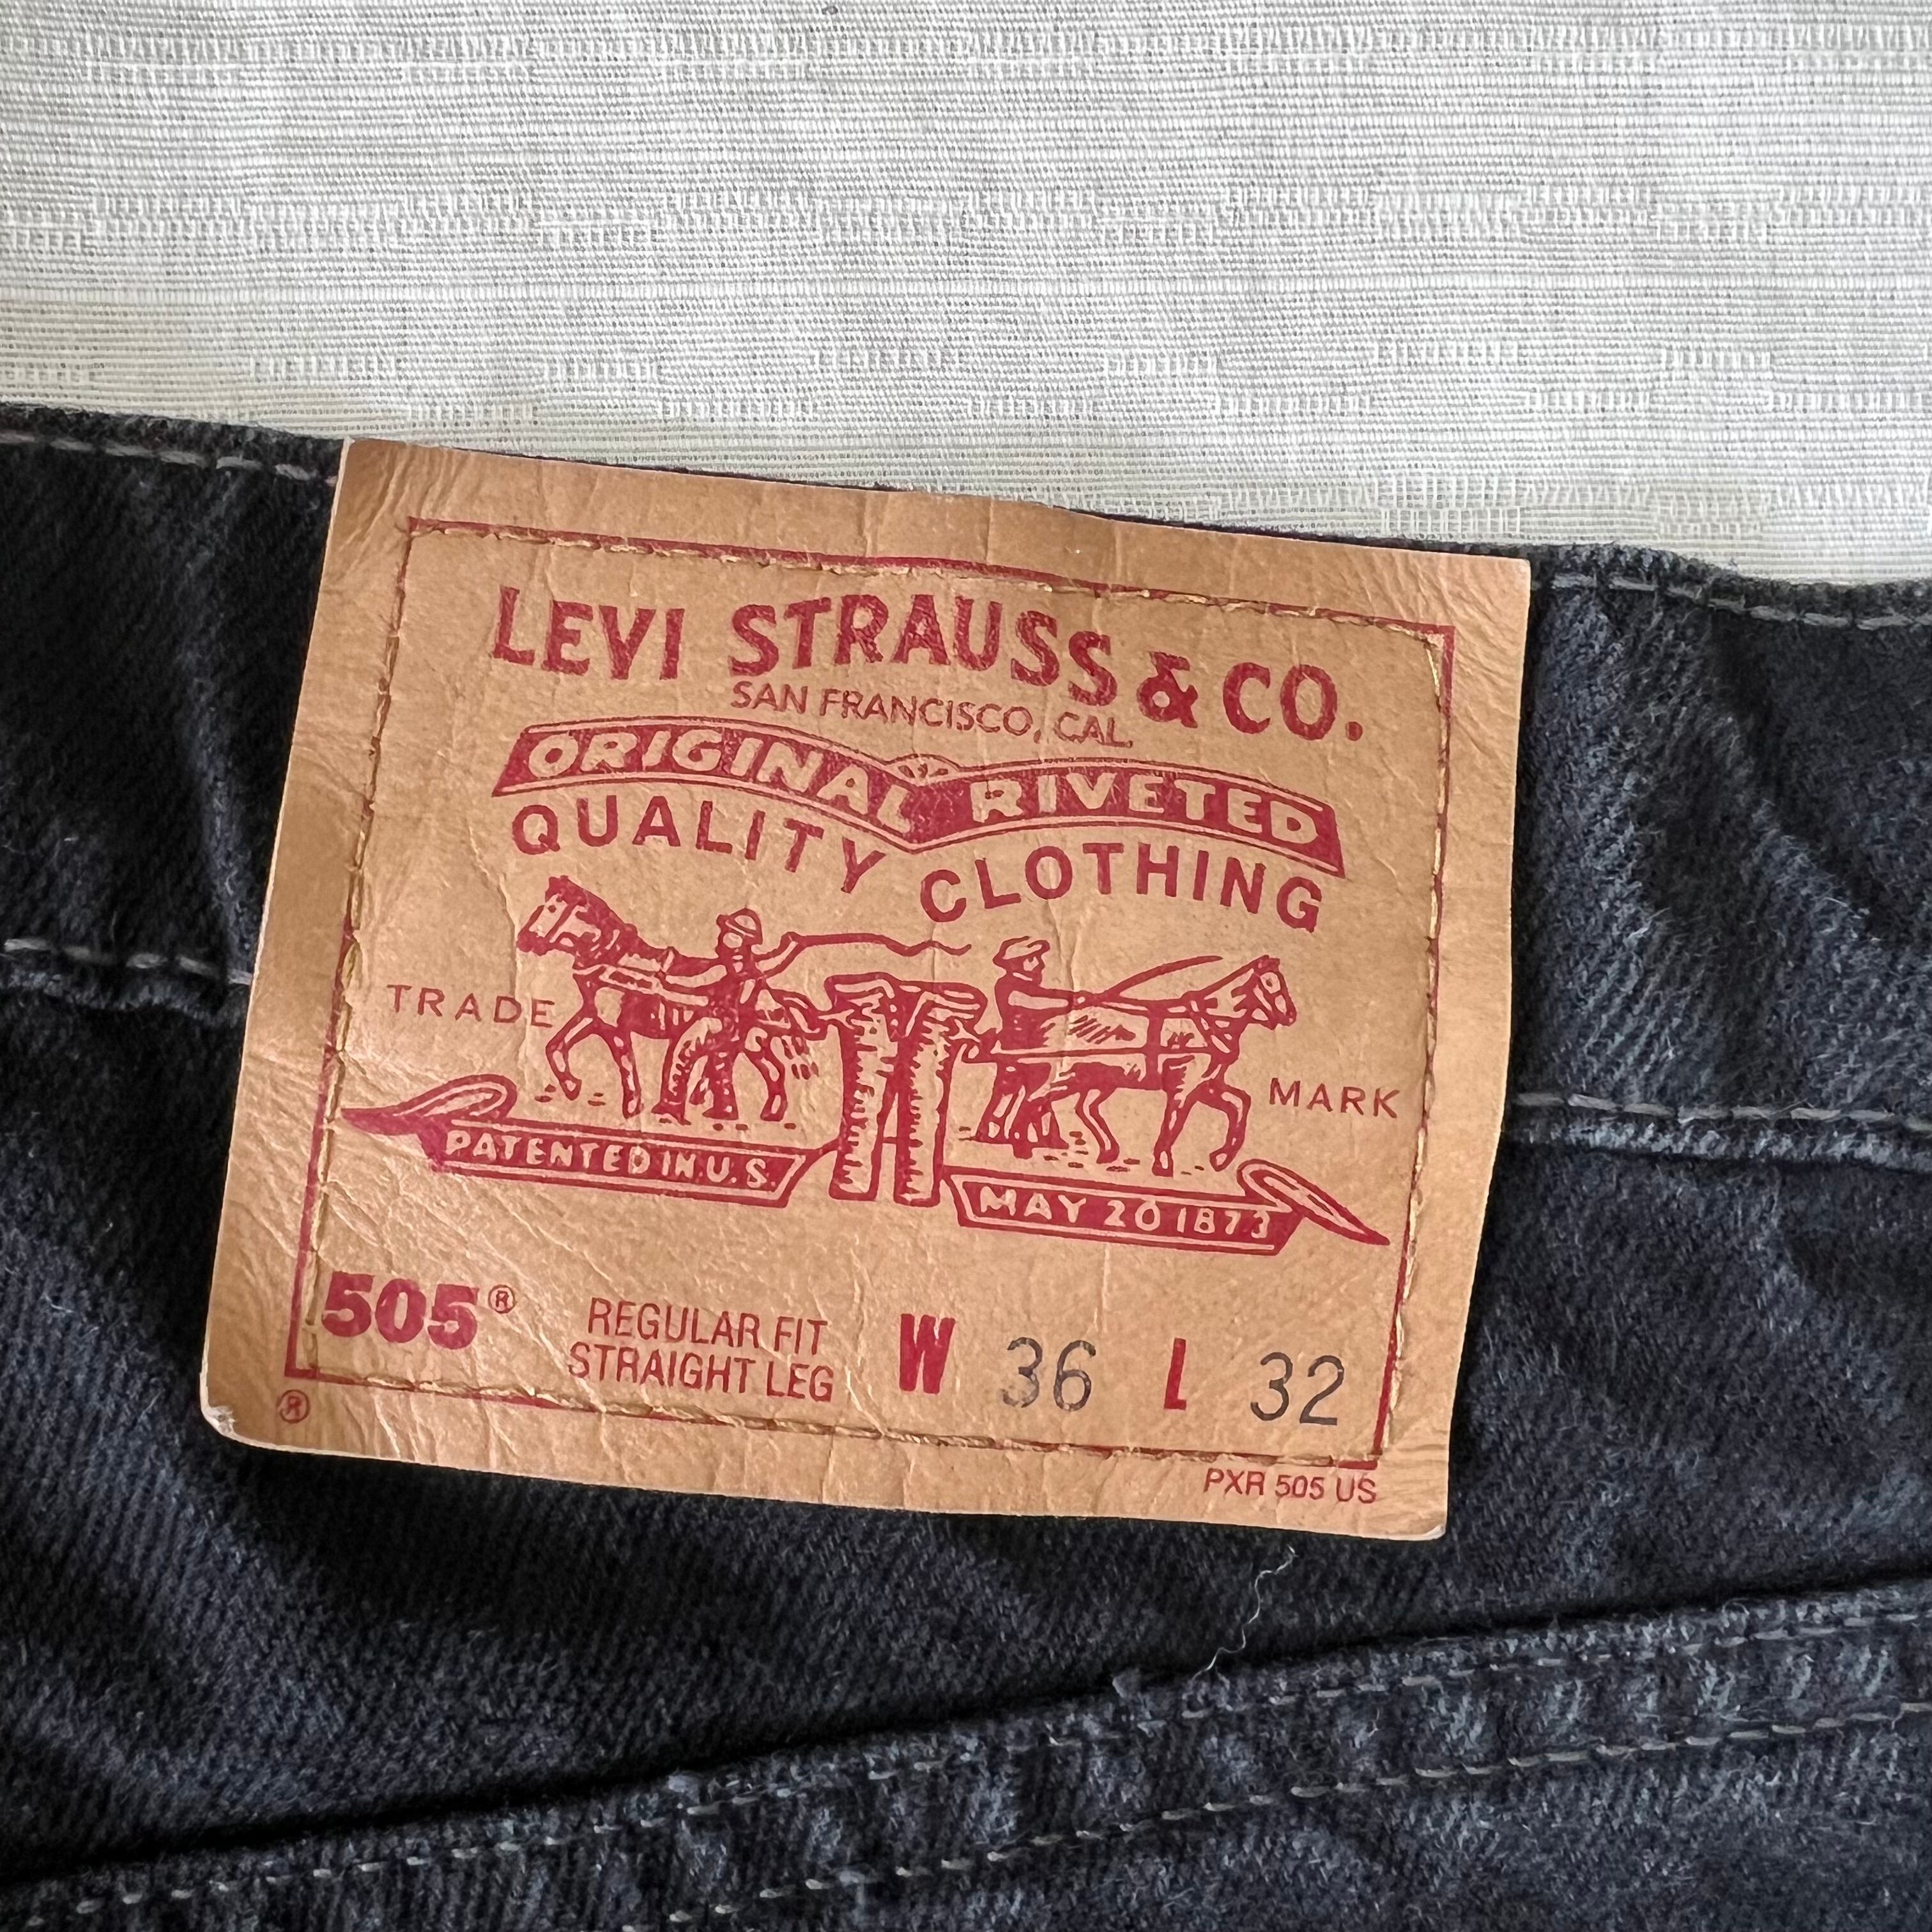 LEVI STRAUSS & CO.
SAN FRANCISCO, CAL.
ORIGINAL RIVETED
QUALITY CLOTHING
TRADE MARK
PATENTED IN U.S. MAY 20 1873
505® REGULAR FIT W 36 L 32
STRAIGHT LEG
®
PXR 505 US